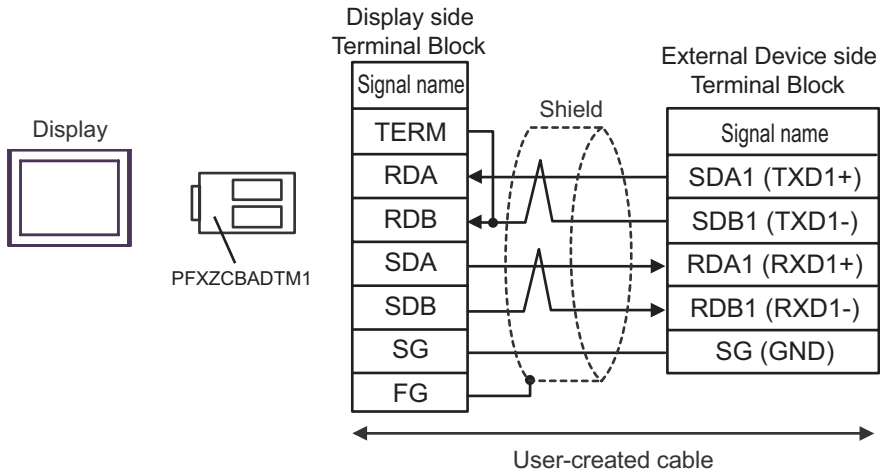 Display side
Terminal Block
Signal name
TERM
RDA
RDB
SDA
SDB
SG
FG
External Device side
Terminal Block
Signal name
SDA1 (TXD1+)
SDB1 (TXD1-)
RDA1 (RXD1+)
RDB1 (RXD1-)
SG (GND)
Shield
Display
PFXZCBADTM1
User-created cable